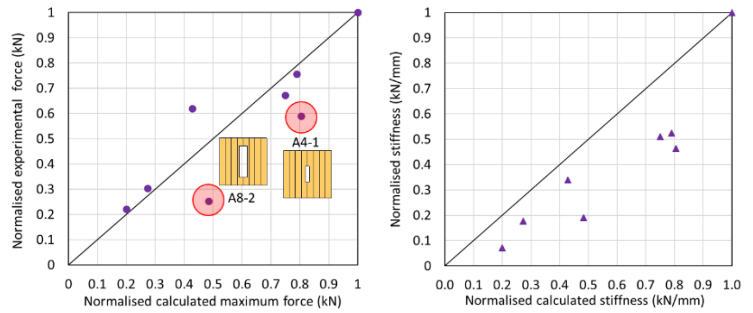 Normalised experimental force (kN)
1
0.9
0.8
0.7
0.6
0.5
0.4
0.3
0.2
0.1
0
A4-1
A8-2
0 0.1 0.2 0.3 0.4 0.5 0.6 0.7 0.8 0.9 1
Normalised calculated maximum force (kN)
Normalised stiffness (kN/mm)
1
0.9
0.8
0.7
0.6
0.5
0.4
0.3
0.2
0.1
0
0.0 0.1 0.2 0.3 0.4 0.5 0.6 0.7 0.8 0.9 1.0
Normalised calculated stiffness (kN/mm)